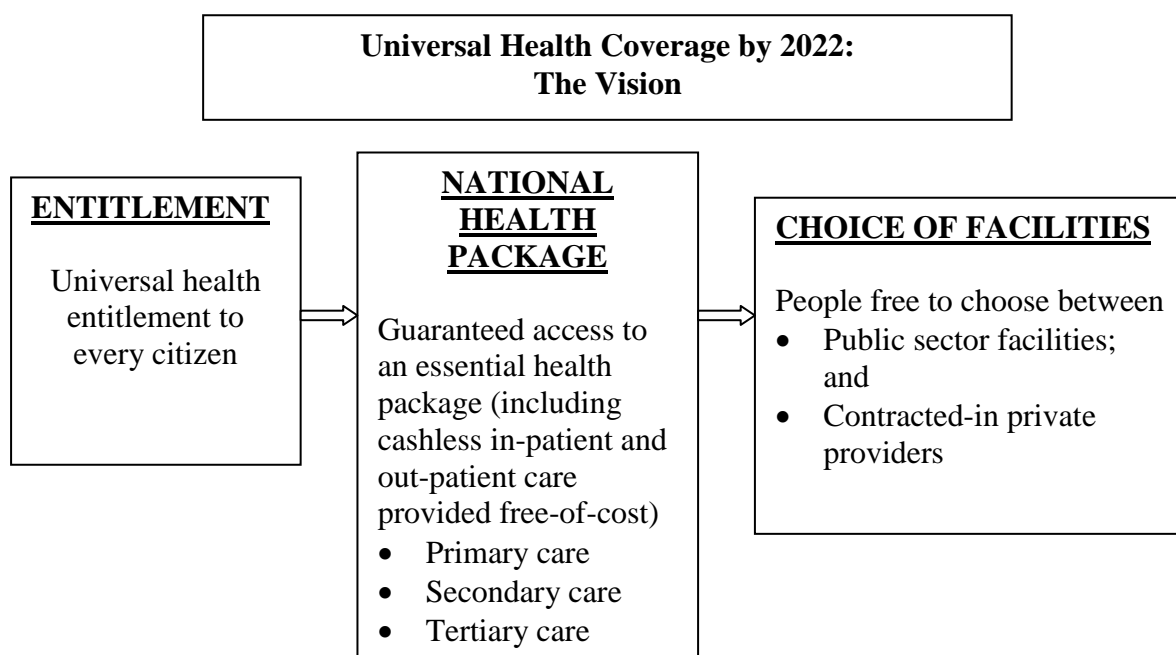 Universal Health Coverage by 2022:
The Vision
ENTITLEMENT
Universal health
entitlement to
every citizen
NATIONAL
HEALTH
PACKAGE
Guaranteed access to
an essential health
package (including
cashless in-patient and
out-patient care
provided free-of-cost)
• Primary care
• Secondary care
• Tertiary care
CHOICE OF FACILITIES
People free to choose between
• Public sector facilities;
and
• Contracted-in private
providers